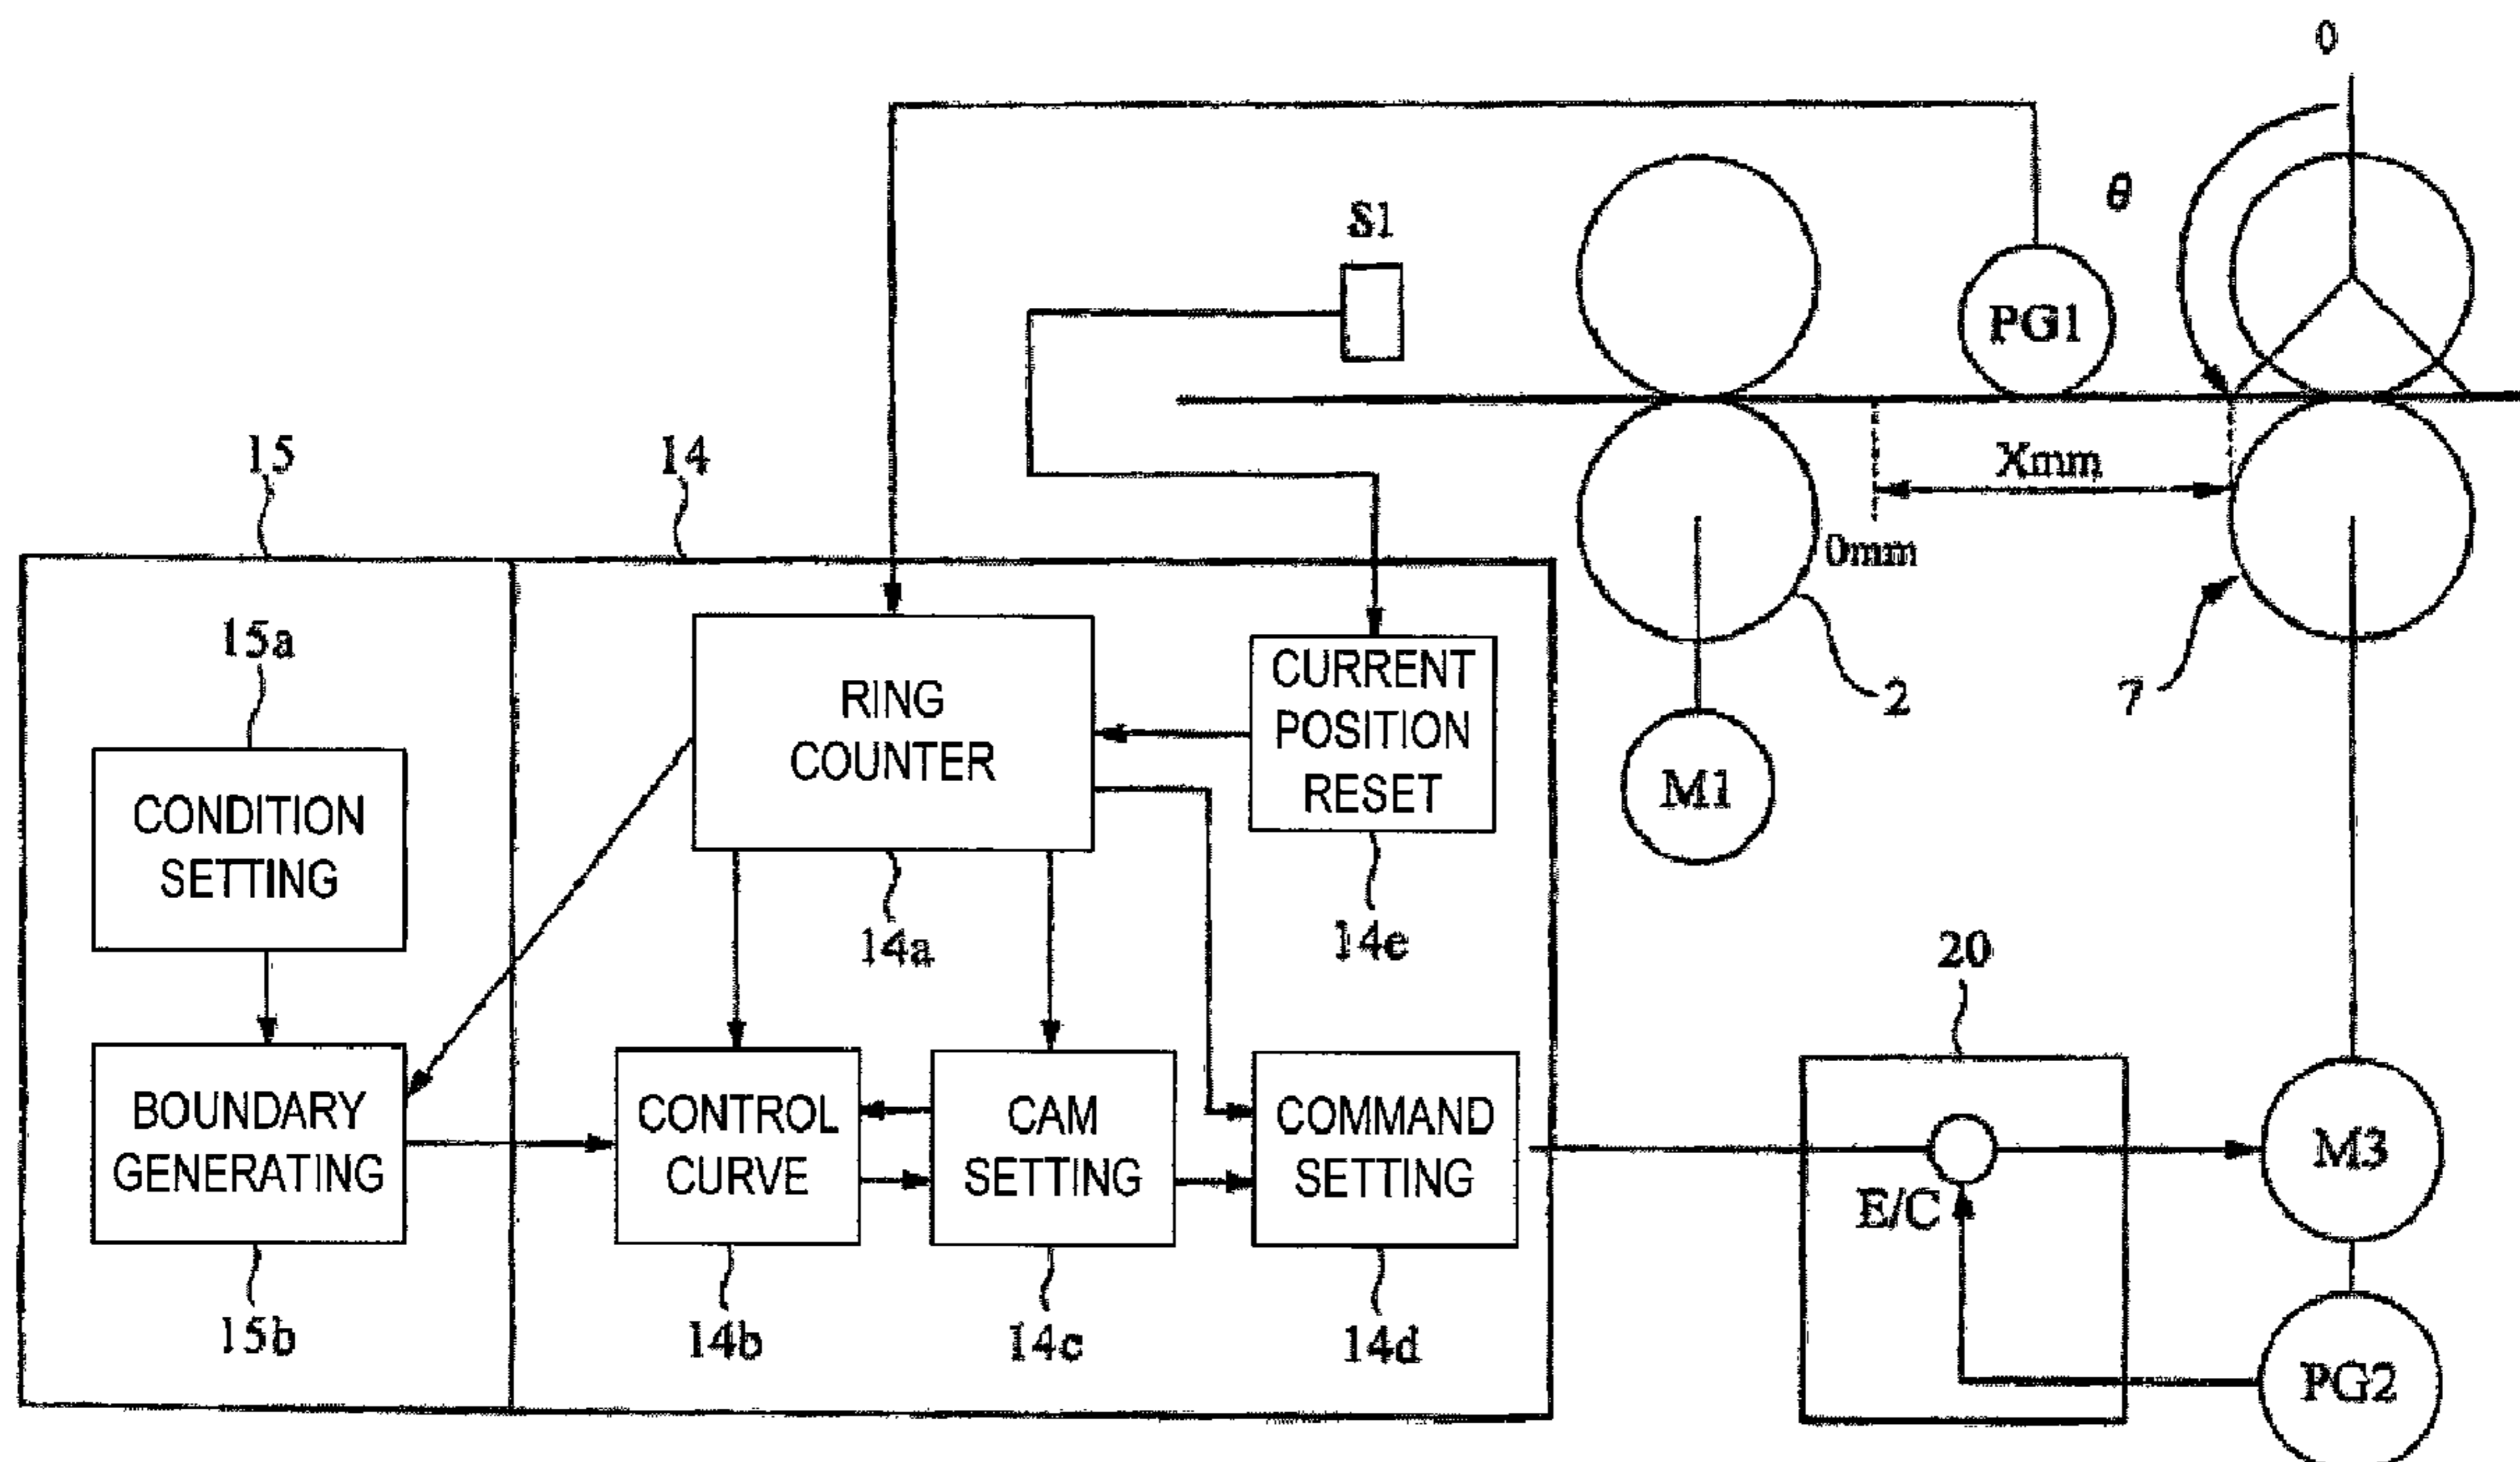 0
θ
S1
PG1
Xmm
0mm
15
14
15a
CONDITION
SETTING
RING
COUNTER
CURRENT
POSITION
RESET
2
7
M1
14a
14e
20
BOUNDARY
GENERATING
CONTROL
CURVE
CAM
SETTING
COMMAND
SETTING
E/C
M3
15b
14b
14c
14d
PG2